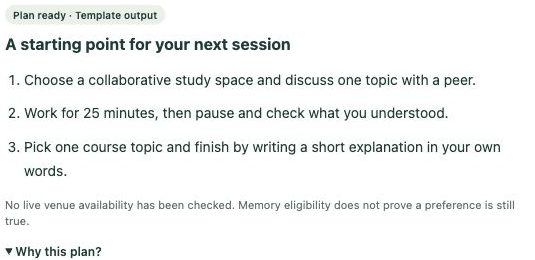 Plan ready · Template output
A starting point for your next session
1. Choose a collaborative study space and discuss one topic with a peer.
2. Work for 25 minutes, then pause and check what you understood.
3. Pick one course topic and finish by writing a short explanation in your own
words.
No live venue availability has been checked. Memory eligibility does not prove a preference is still
true.
▼ Why this plan?